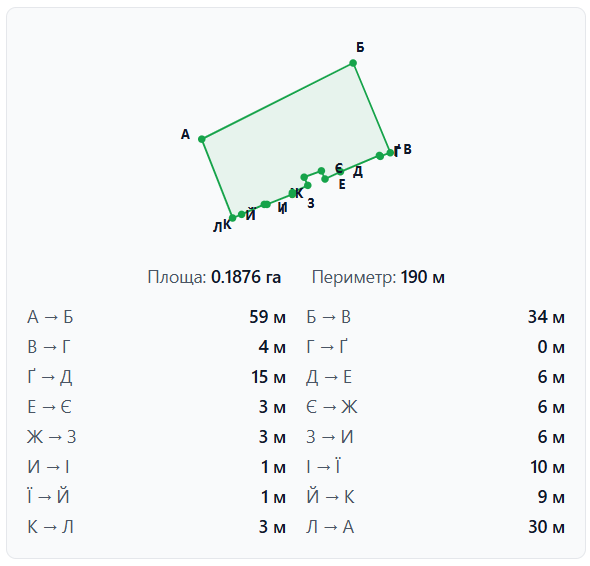 Б
А
Ґ В
Є Д
Е
Ж
З
И
Й
К
Л
Площа: 0.1876 га Периметр: 190 м
А → Б 59 м Б → В 34 м
В → Г 4 м Г → Ґ 0 м
Ґ → Д 15 м Д → Е 6 м
Е → Є 3 м Є → Ж 6 м
Ж → З 3 м З → И 6 м
И → І 1 м І → Ї 10 м
Ї → Й 1 м Й → К 9 м
К → Л 3 м Л → А 30 м